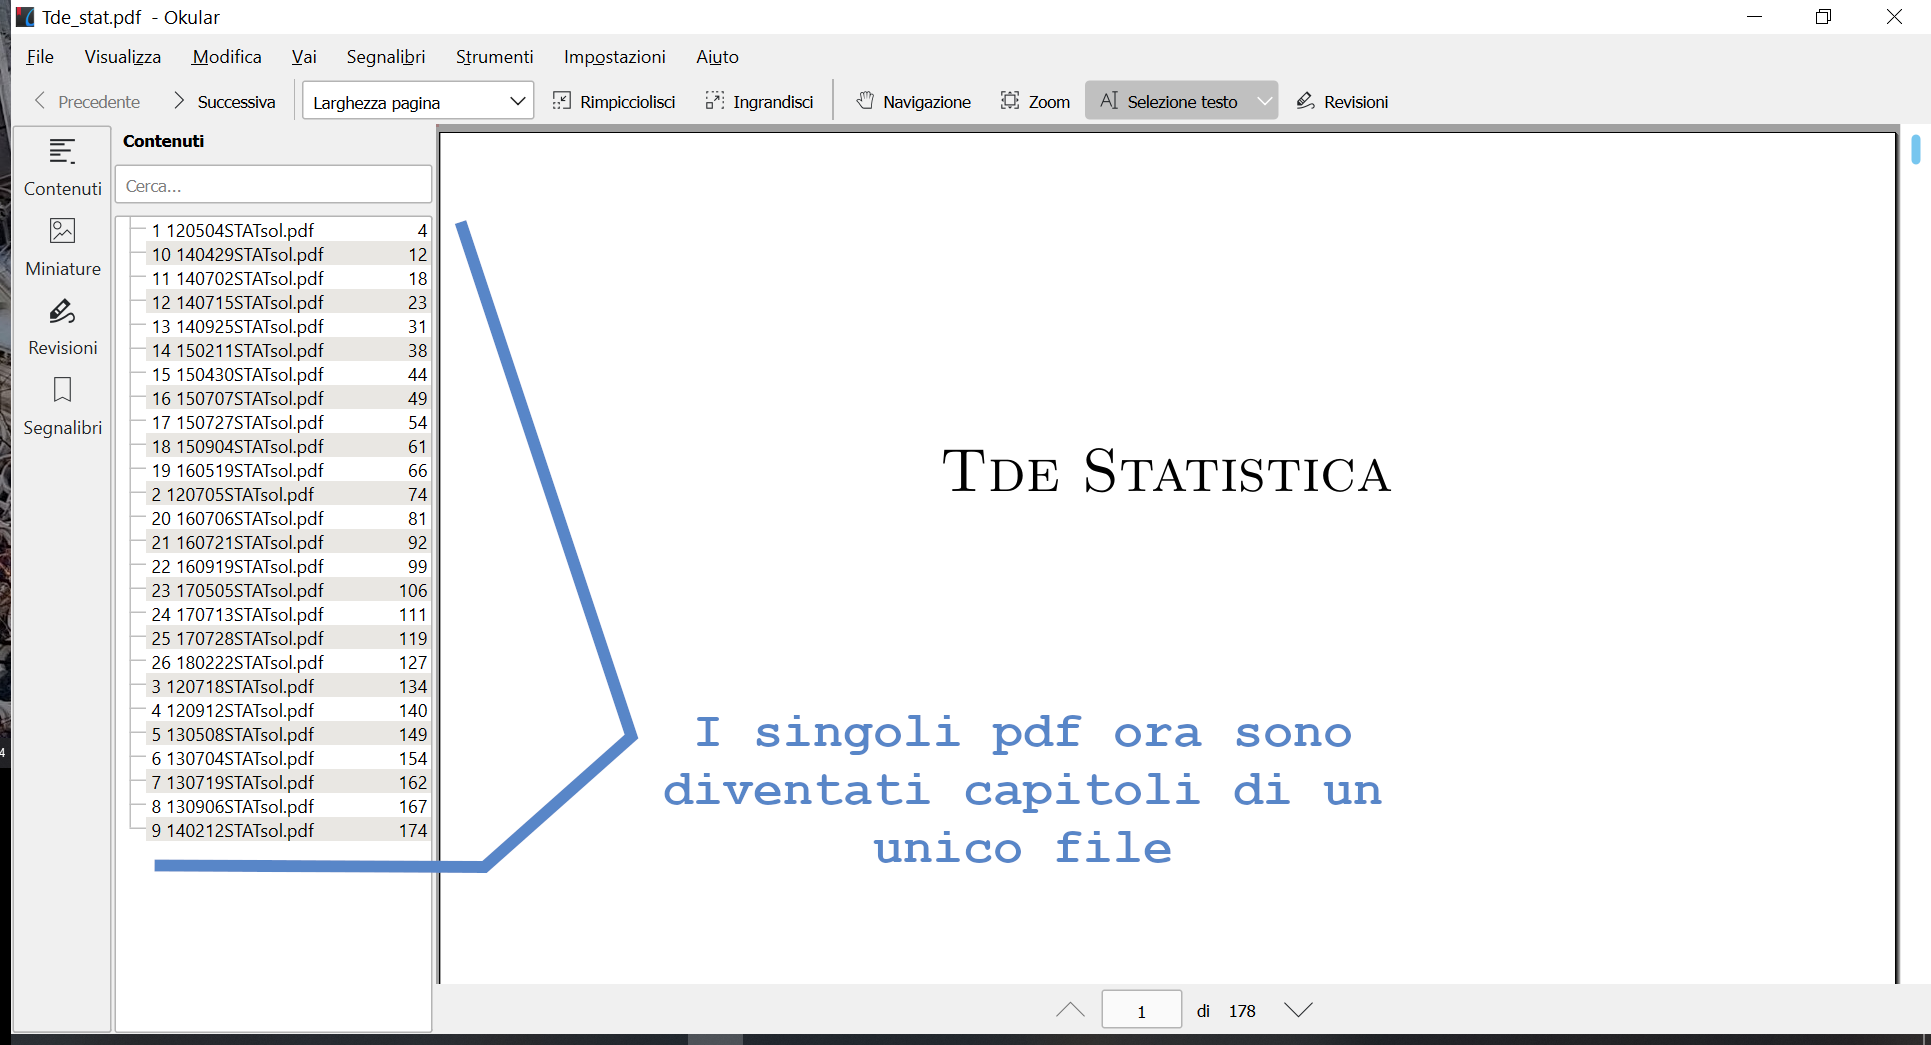 Tde_stat.pdf - Okular
File Visualizza Modifica Vai Segnalibri Strumenti Impostazioni Aiuto
Precedente Successiva Larghezza pagina Rimpicciolisci Ingrandisci Navigazione Zoom Selezione testo Revisioni
Contenuti
Miniature
Revisioni
Segnalibri
Contenuti
Cerca...
1 120504STATsol.pdf 4
10 140429STATsol.pdf 12
11 140702STATsol.pdf 18
12 140715STATsol.pdf 23
13 140925STATsol.pdf 31
14 150211STATsol.pdf 38
15 150430STATsol.pdf 44
16 150707STATsol.pdf 49
17 150727STATsol.pdf 54
18 150904STATsol.pdf 61
19 160519STATsol.pdf 66
2 120705STATsol.pdf 74
20 160706STATsol.pdf 81
21 160721STATsol.pdf 92
22 160919STATsol.pdf 99
23 170505STATsol.pdf 106
24 170713STATsol.pdf 111
25 170728STATsol.pdf 119
26 180222STATsol.pdf 127
3 120718STATsol.pdf 134
4 120912STATsol.pdf 140
5 130508STATsol.pdf 149
6 130704STATsol.pdf 154
7 130719STATsol.pdf 162
8 130906STATsol.pdf 167
9 140212STATsol.pdf 174
Tde Statistica
I singoli pdf ora sono
diventati capitoli di un
unico file
1 di 178
4